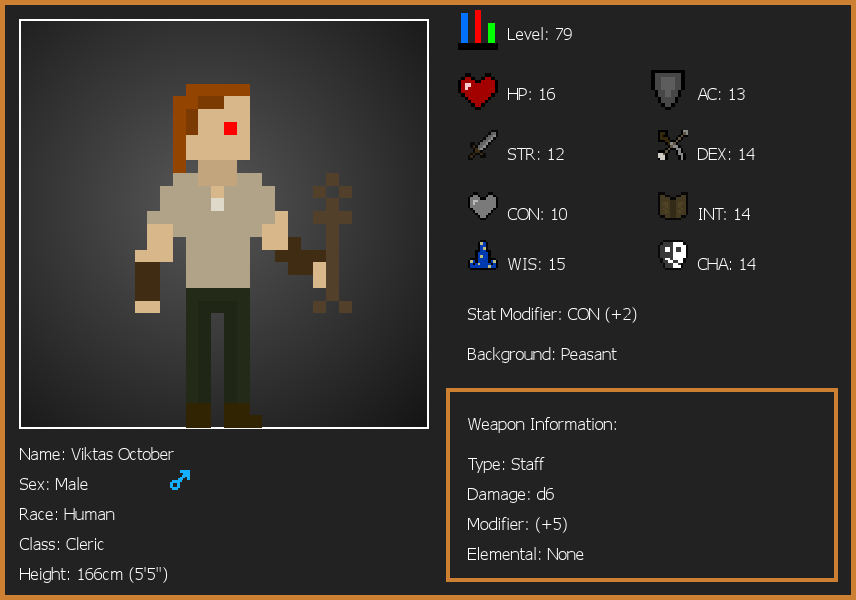 Level: 79
HP: 16
AC: 13
STR: 12
DEX: 14
CON: 10
INT: 14
WIS: 15
CHA: 14
Stat Modifier: CON (+2)
Background: Peasant
Weapon Information:
Type: Staff
Damage: d6
Modifier: (+5)
Elemental: None
Name: Viktas October
Sex: Male
Race: Human
Class: Cleric
Height: 166cm (5'5")